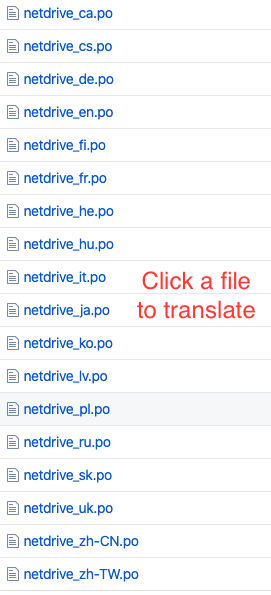 netdrive_ca.po
netdrive_cs.po
netdrive_de.po
netdrive_en.po
netdrive_fi.po
netdrive_fr.po
netdrive_he.po
netdrive_hu.po
netdrive_it.po
netdrive_ja.po
netdrive_ko.po
netdrive_lv.po
netdrive_pl.po
netdrive_ru.po
netdrive_sk.po
netdrive_uk.po
netdrive_zh-CN.po
netdrive_zh-TW.po
Click a file
to translate